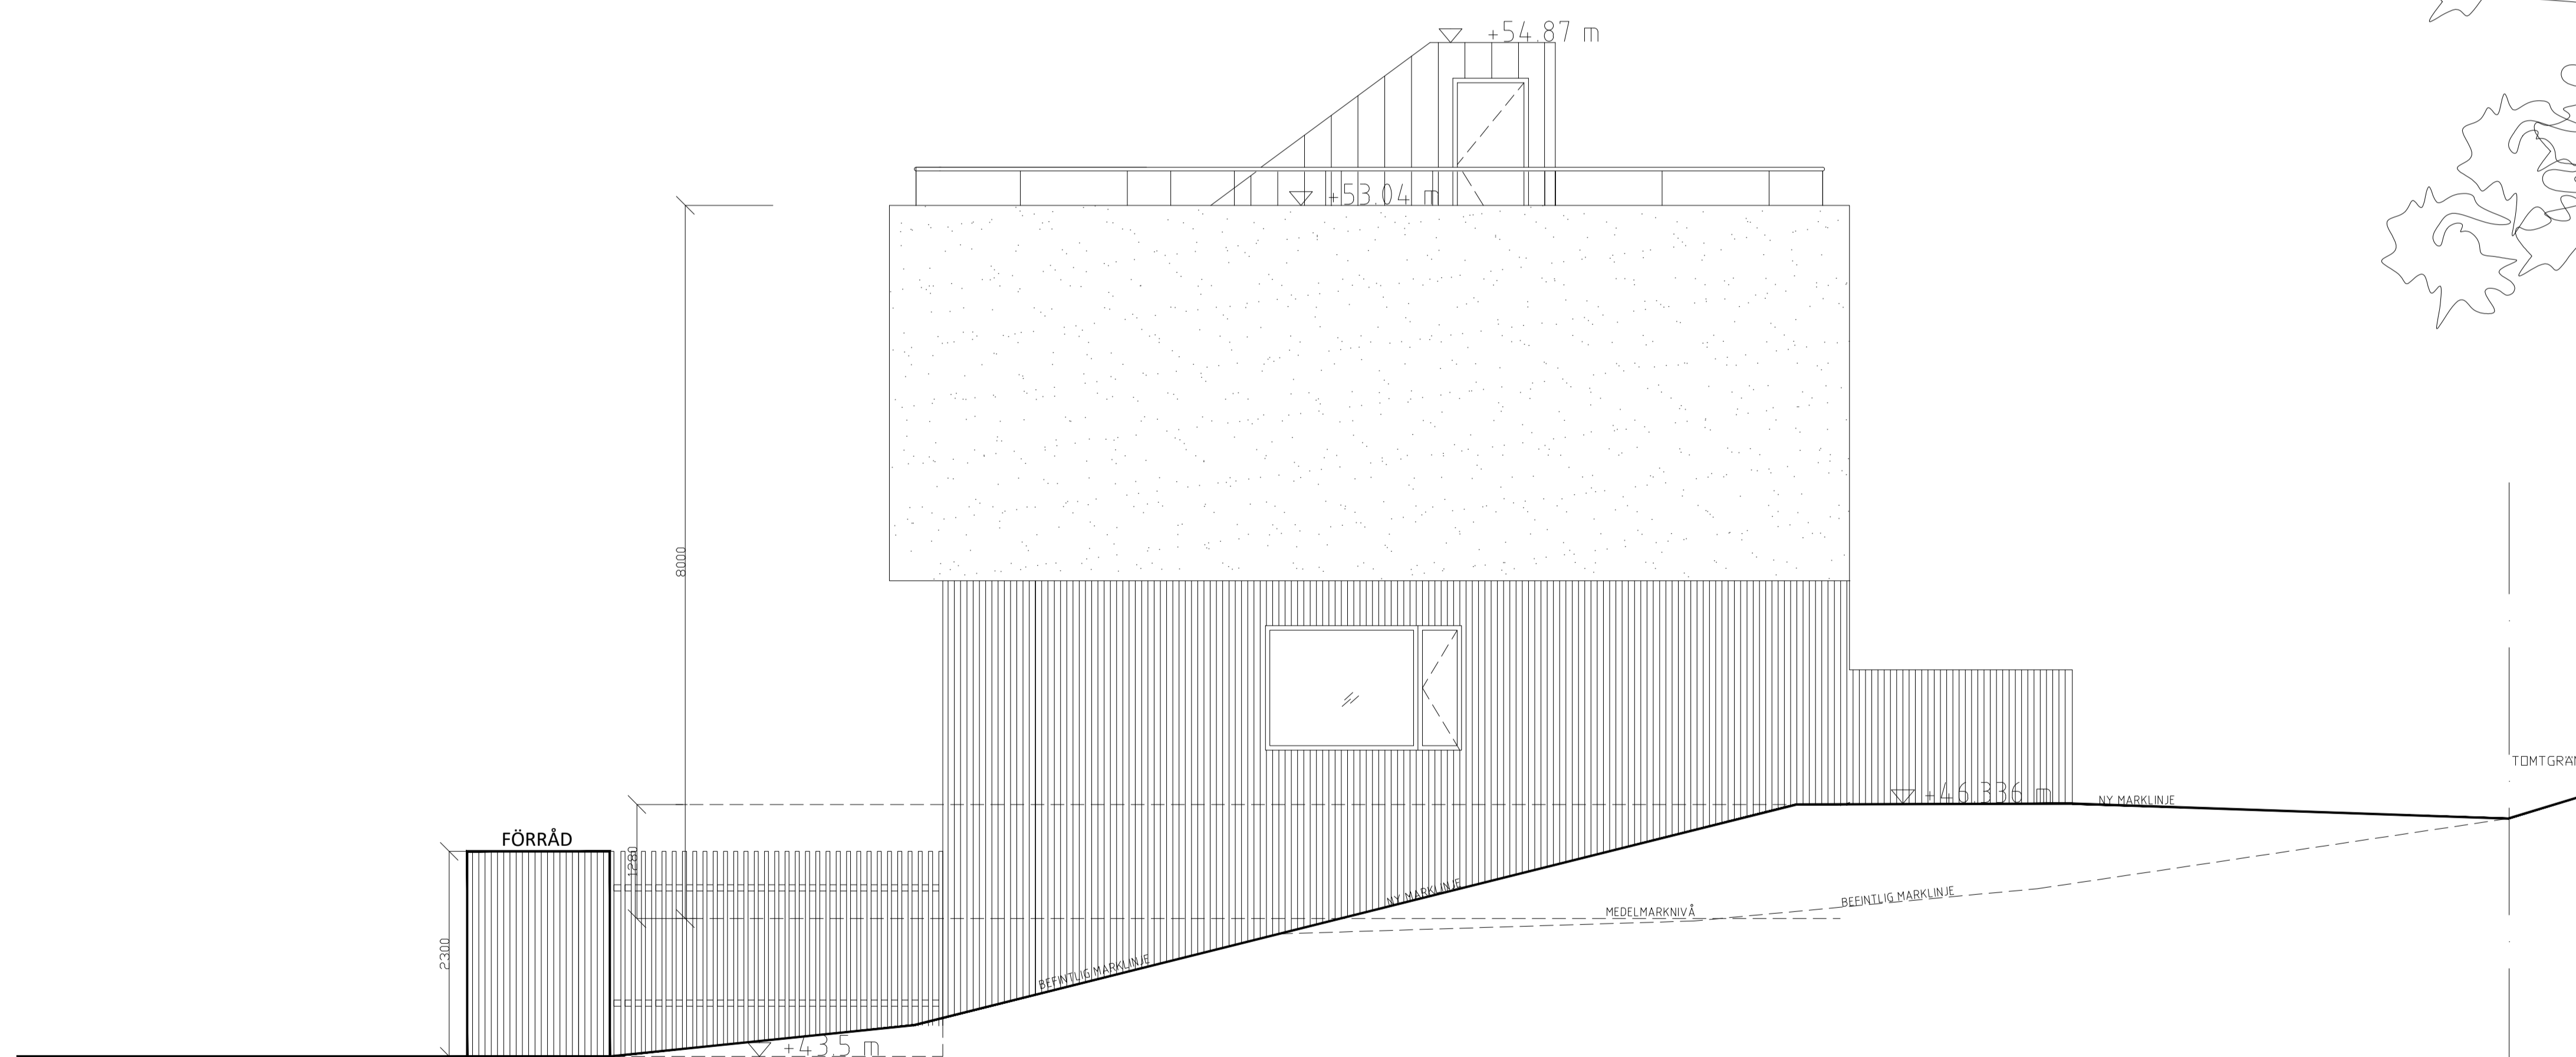 +54.87 m
+53.04 m
8000
TOMTGRÄN
+46.336 m
NY MARKLINJE
FÖRRÅD
1280
NY MARKLINJE
BEFINTLIG MARKLINJE
MEDELMARKNIVÅ
2300
BEFINTLIG MARKLINJE
+43.5 m